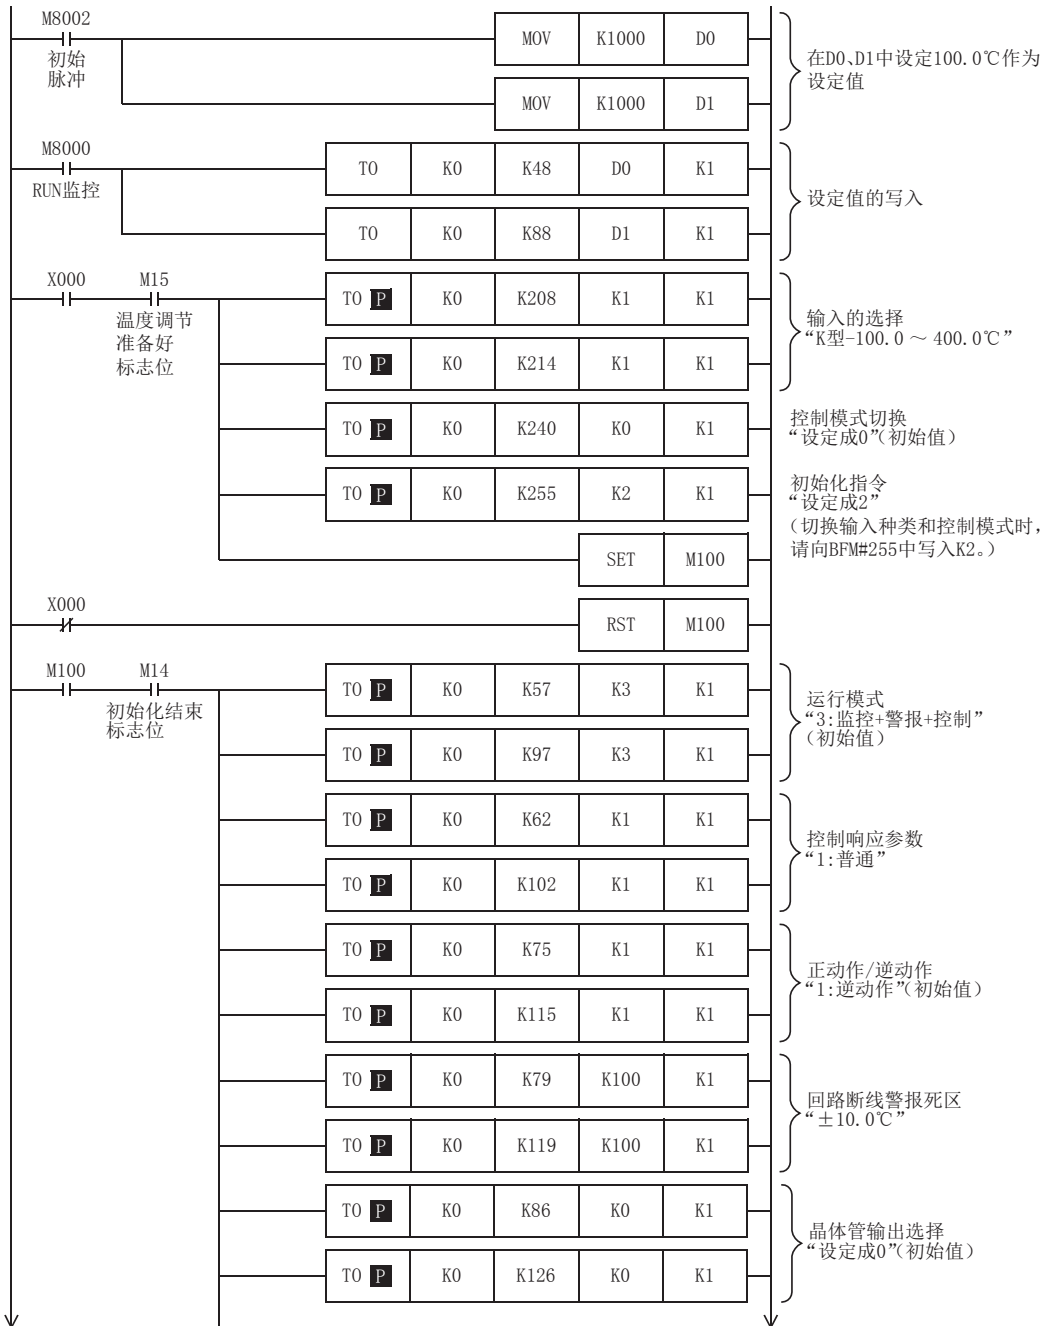 M8002
初始
脉冲
MOV K1000 D0
MOV K1000 D1
在D0、D1中设定100.0℃作为
设定值
M8000
RUN监控
TO K0 K48 D0 K1
TO K0 K88 D1 K1
设定值的写入
X000 M15
温度调节
准备好
标志位
TO P K0 K208 K1 K1
TO P K0 K214 K1 K1
输入的选择
“K型-100.0 ～ 400.0℃”
TO P K0 K240 K0 K1
控制模式切换
“设定成0”(初始值)
TO P K0 K255 K2 K1
初始化指令
“设定成2”
(切换输入种类和控制模式时,
请向BFM#255中写入K2。)
SET M100
X000
RST M100
M100 M14
初始化结束
标志位
TO P K0 K57 K3 K1
TO P K0 K97 K3 K1
运行模式
“3:监控+警报+控制”
(初始值)
TO P K0 K62 K1 K1
TO P K0 K102 K1 K1
控制响应参数
“1:普通”
TO P K0 K75 K1 K1
TO P K0 K115 K1 K1
正动作/逆动作
“1:逆动作”(初始值)
TO P K0 K79 K100 K1
TO P K0 K119 K100 K1
回路断线警报死区
“±10.0℃”
TO P K0 K86 K0 K1
TO P K0 K126 K0 K1
晶体管输出选择
“设定成0”(初始值)